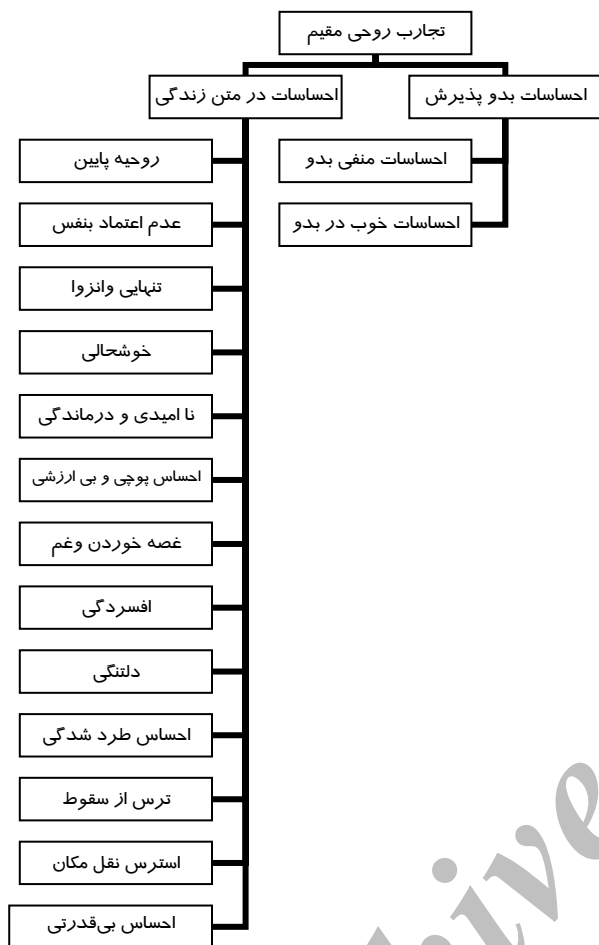 تجارب روحی مقیم
احساسات بدو پذیرش
احساسات در متن زندگی
احساسات منفی بدو
احساسات خوب در بدو
روحیه پایین
عدم اعتماد بنفس
تنهایی وانزوا
خوشحالی
نا امیدی و درماندگی
احساس پوچی و بی ارزشی
غصه خوردن وغم
افسردگی
دلتنگی
احساس طرد شدگی
ترس از سقوط
استرس نقل مکان
احساس بی‌قدرتی
hive